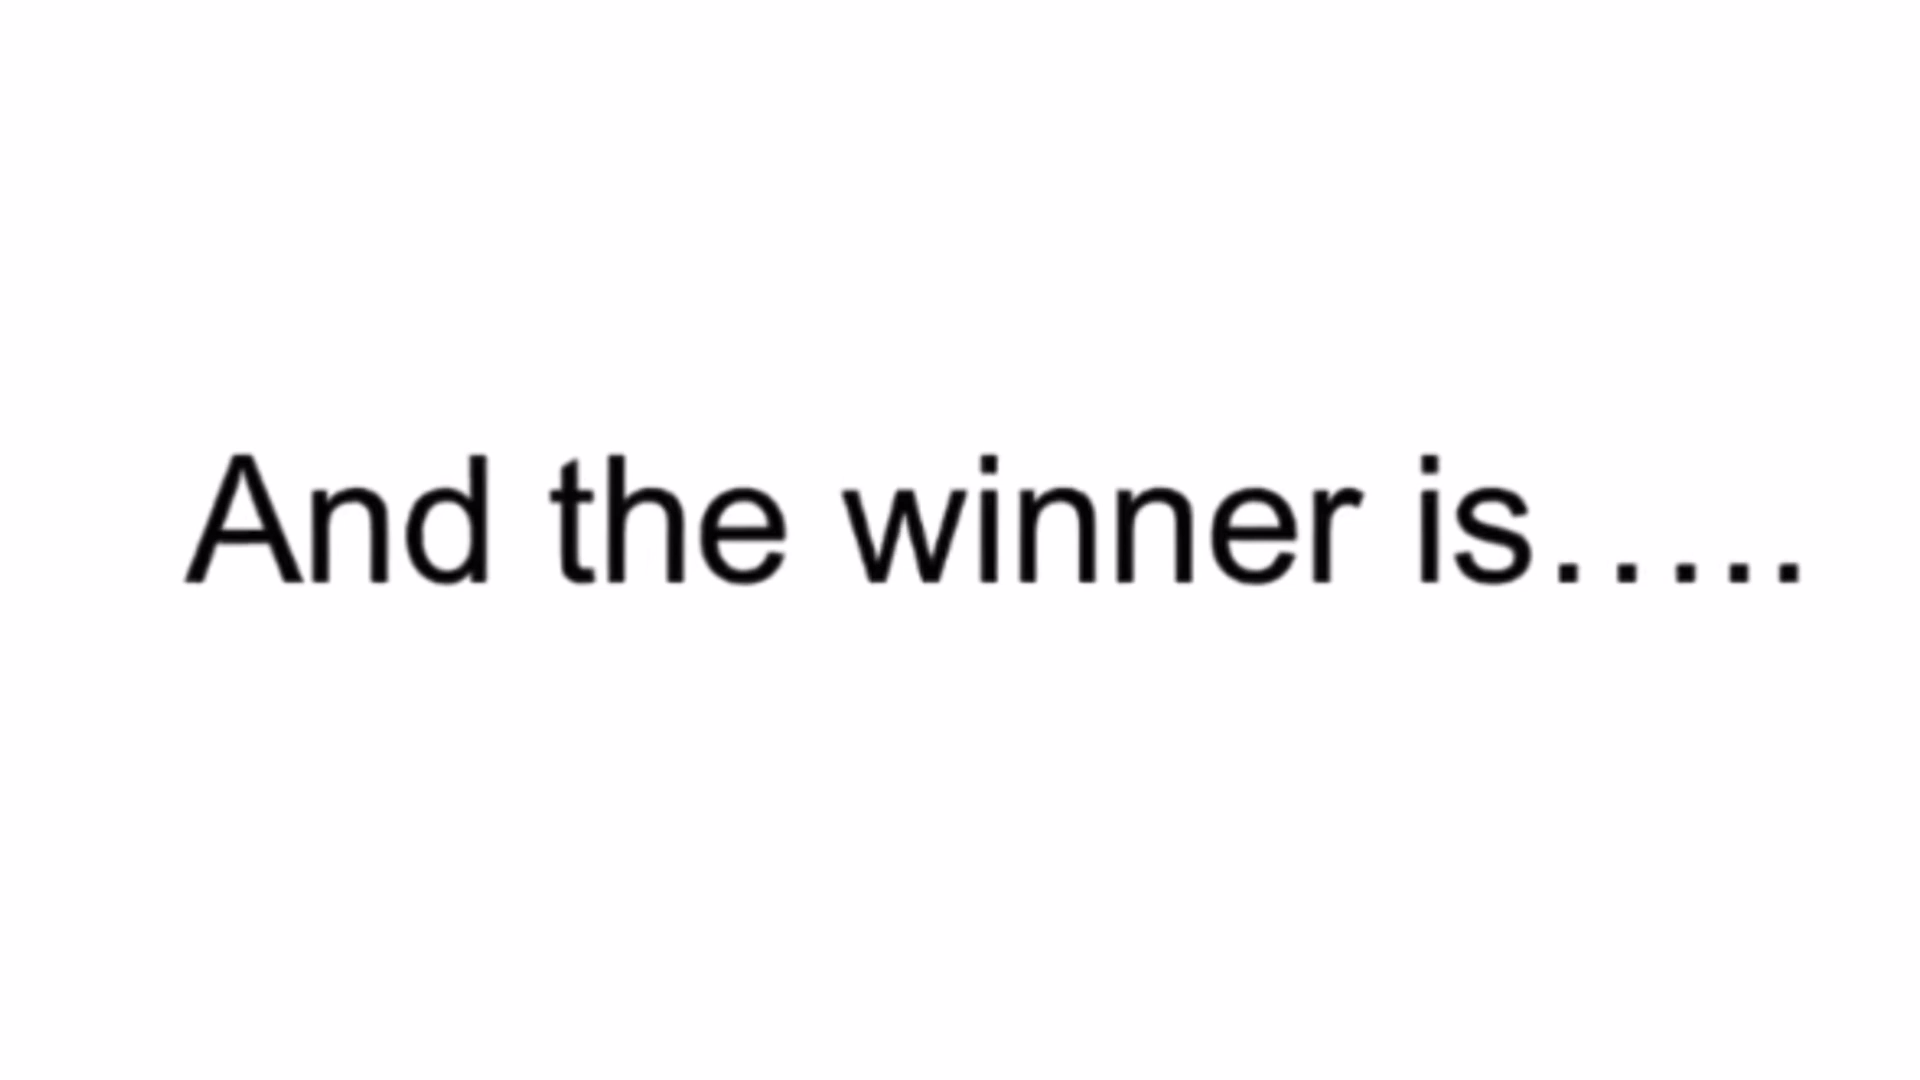 And the winner is…..